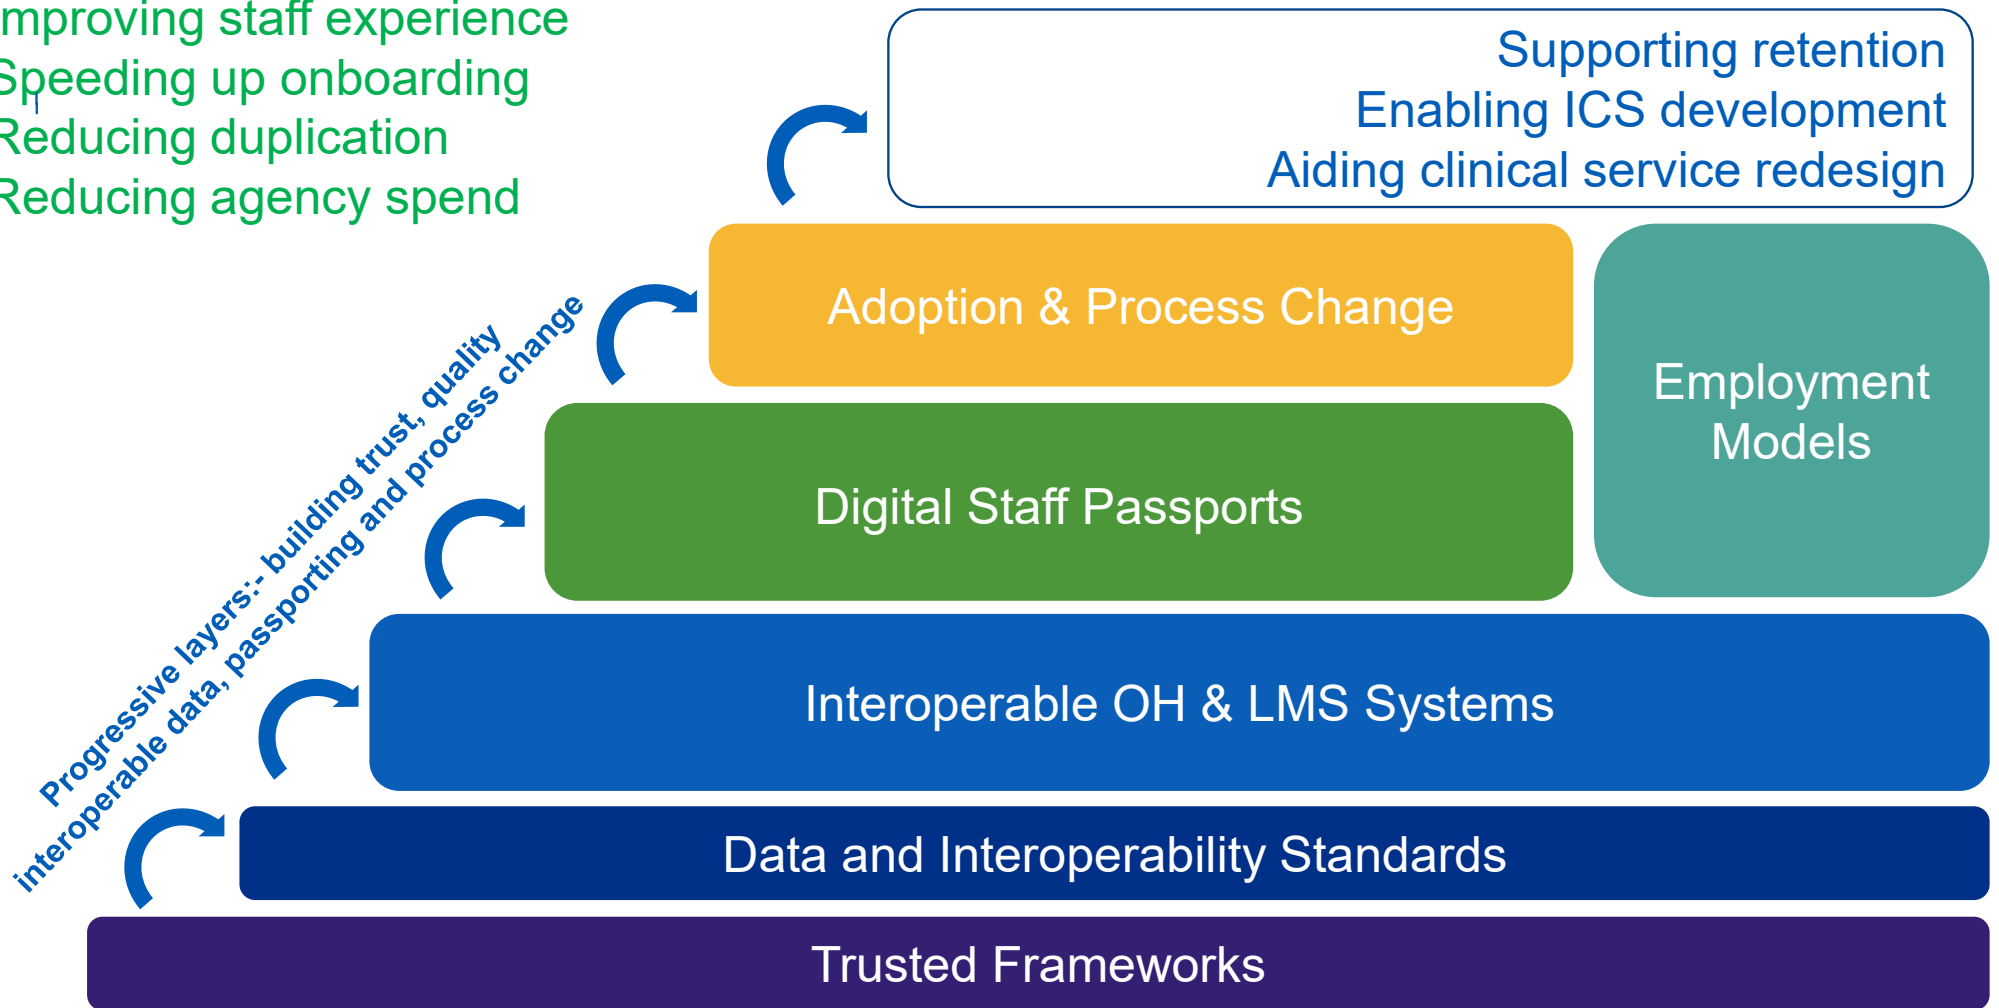 mproving staff experience
Speeding up onboarding
Reducing duplication
Reducing agency spend
Supporting retention
Enabling ICS development
Aiding clinical service redesign
Adoption & Process Change
Employment
Models
Digital Staff Passports
Progressive layers:- building trust, quality
interoperable data, passporting and process change
Interoperable OH & LMS Systems
Data and Interoperability Standards
Trusted Frameworks